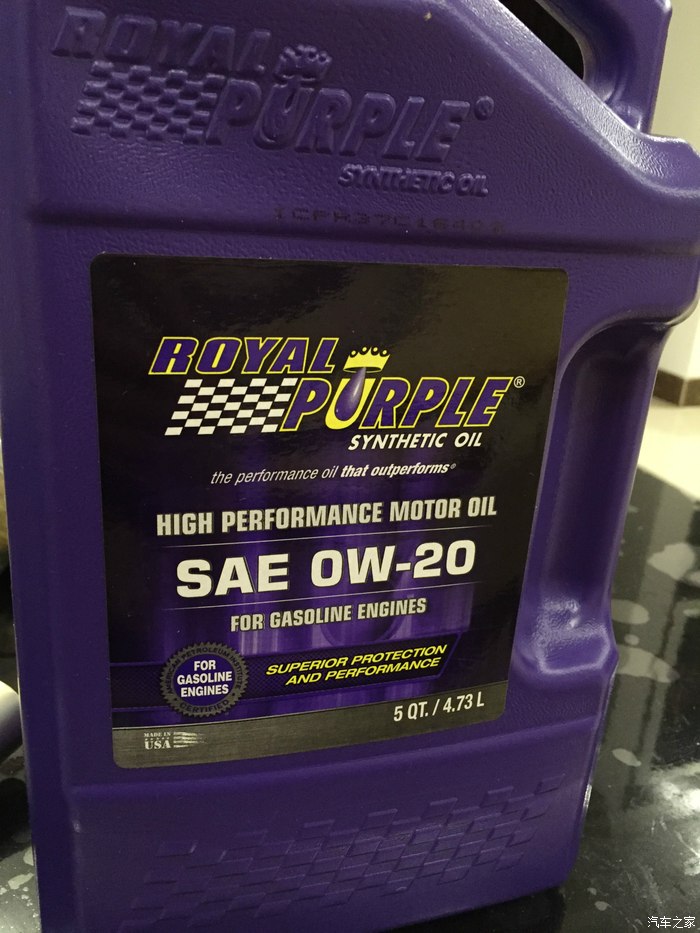 ROYAL
PURPLE®
SYNTHETIC OIL
ROYAL
PURPLE®
SYNTHETIC OIL
the performance oil that outperforms®
HIGH PERFORMANCE MOTOR OIL
SAE 0W-20
FOR GASOLINE ENGINES
FOR
GASOLINE
ENGINES
CERTIFIED
SUPERIOR PROTECTION
AND PERFORMANCE
5 QT. / 4.73 L
MADE IN
USA
汽车之家